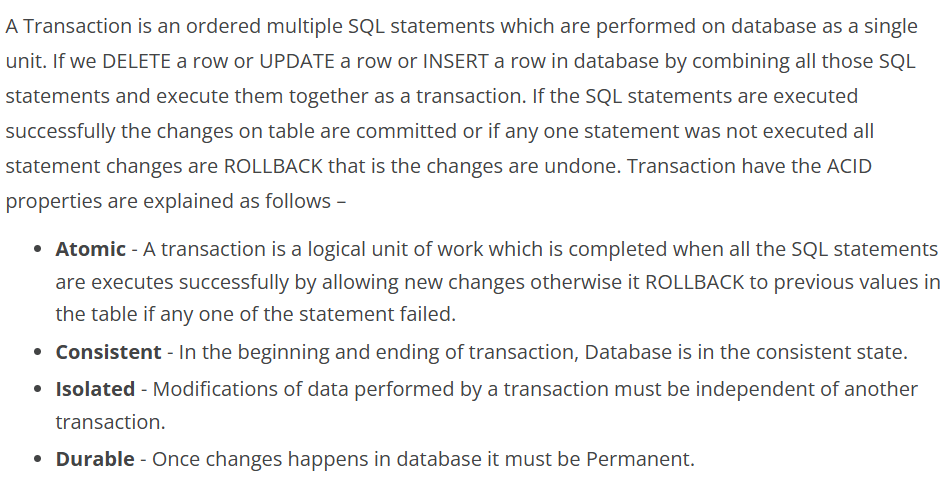 A Transaction is an ordered multiple SQL statements which are performed on database as a single
unit. If we DELETE a row or UPDATE a row or INSERT a row in database by combining all those SQL
statements and execute them together as a transaction. If the SQL statements are executed
successfully the changes on table are committed or if any one statement was not executed all
statement changes are ROLLBACK that is the changes are undone. Transaction have the ACID
properties are explained as follows –
• Atomic - A transaction is a logical unit of work which is completed when all the SQL statements
are executes successfully by allowing new changes otherwise it ROLLBACK to previous values in
the table if any one of the statement failed.
• Consistent - In the beginning and ending of transaction, Database is in the consistent state.
• Isolated - Modifications of data performed by a transaction must be independent of another
transaction.
• Durable - Once changes happens in database it must be Permanent.